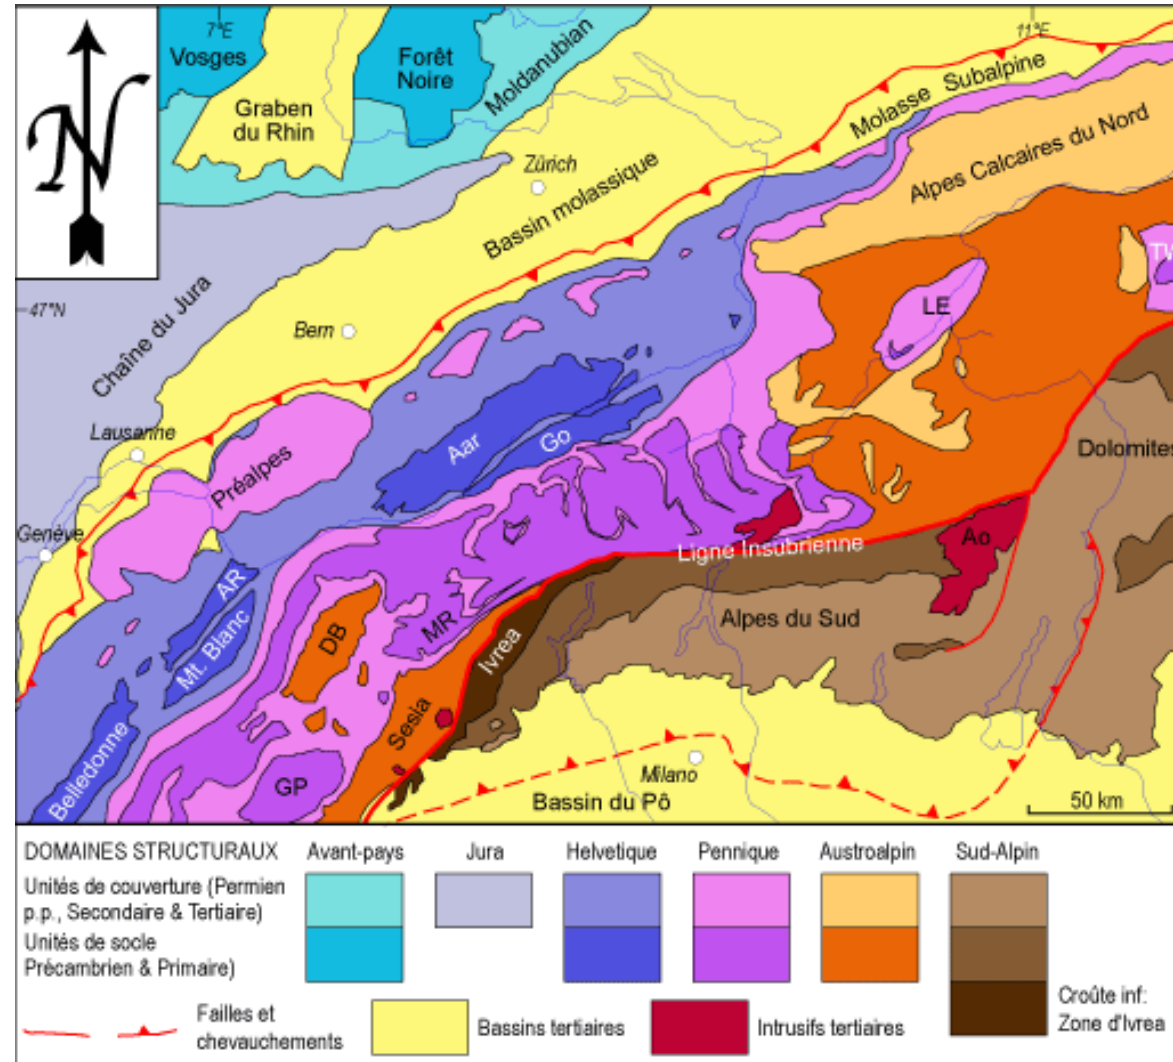 7°E
11°E
N
Vosges
Forêt
Noire
Moldanubian
Graben
du Rhin
Molasse Subalpine
Zürich
Alpes Calcaires du Nord
Bassin molassique
47°N
TW
LE
Bern
Chaîne du Jura
Lausanne
Aar
Go
Préalpes
Dolomites
Genève
Ligne Insubrienne
Ao
AR
Mt. Blanc
DB
MR
Ivrea
Alpes du Sud
Sesia
Belledonne
GP
Milano
Bassin du Pô
50 km
DOMAINES STRUCTURAUX Avant-pays Jura Helvetique Pennique Austroalpin Sud-Alpin
Unités de couverture (Permien
p.p., Secondaire & Tertiaire)
Unités de socle
Précambrien & Primaire)
Croûte inf:
Zone d'Ivrea
Failles et
chevauchements
Bassins tertiaires
Intrusifs tertiaires